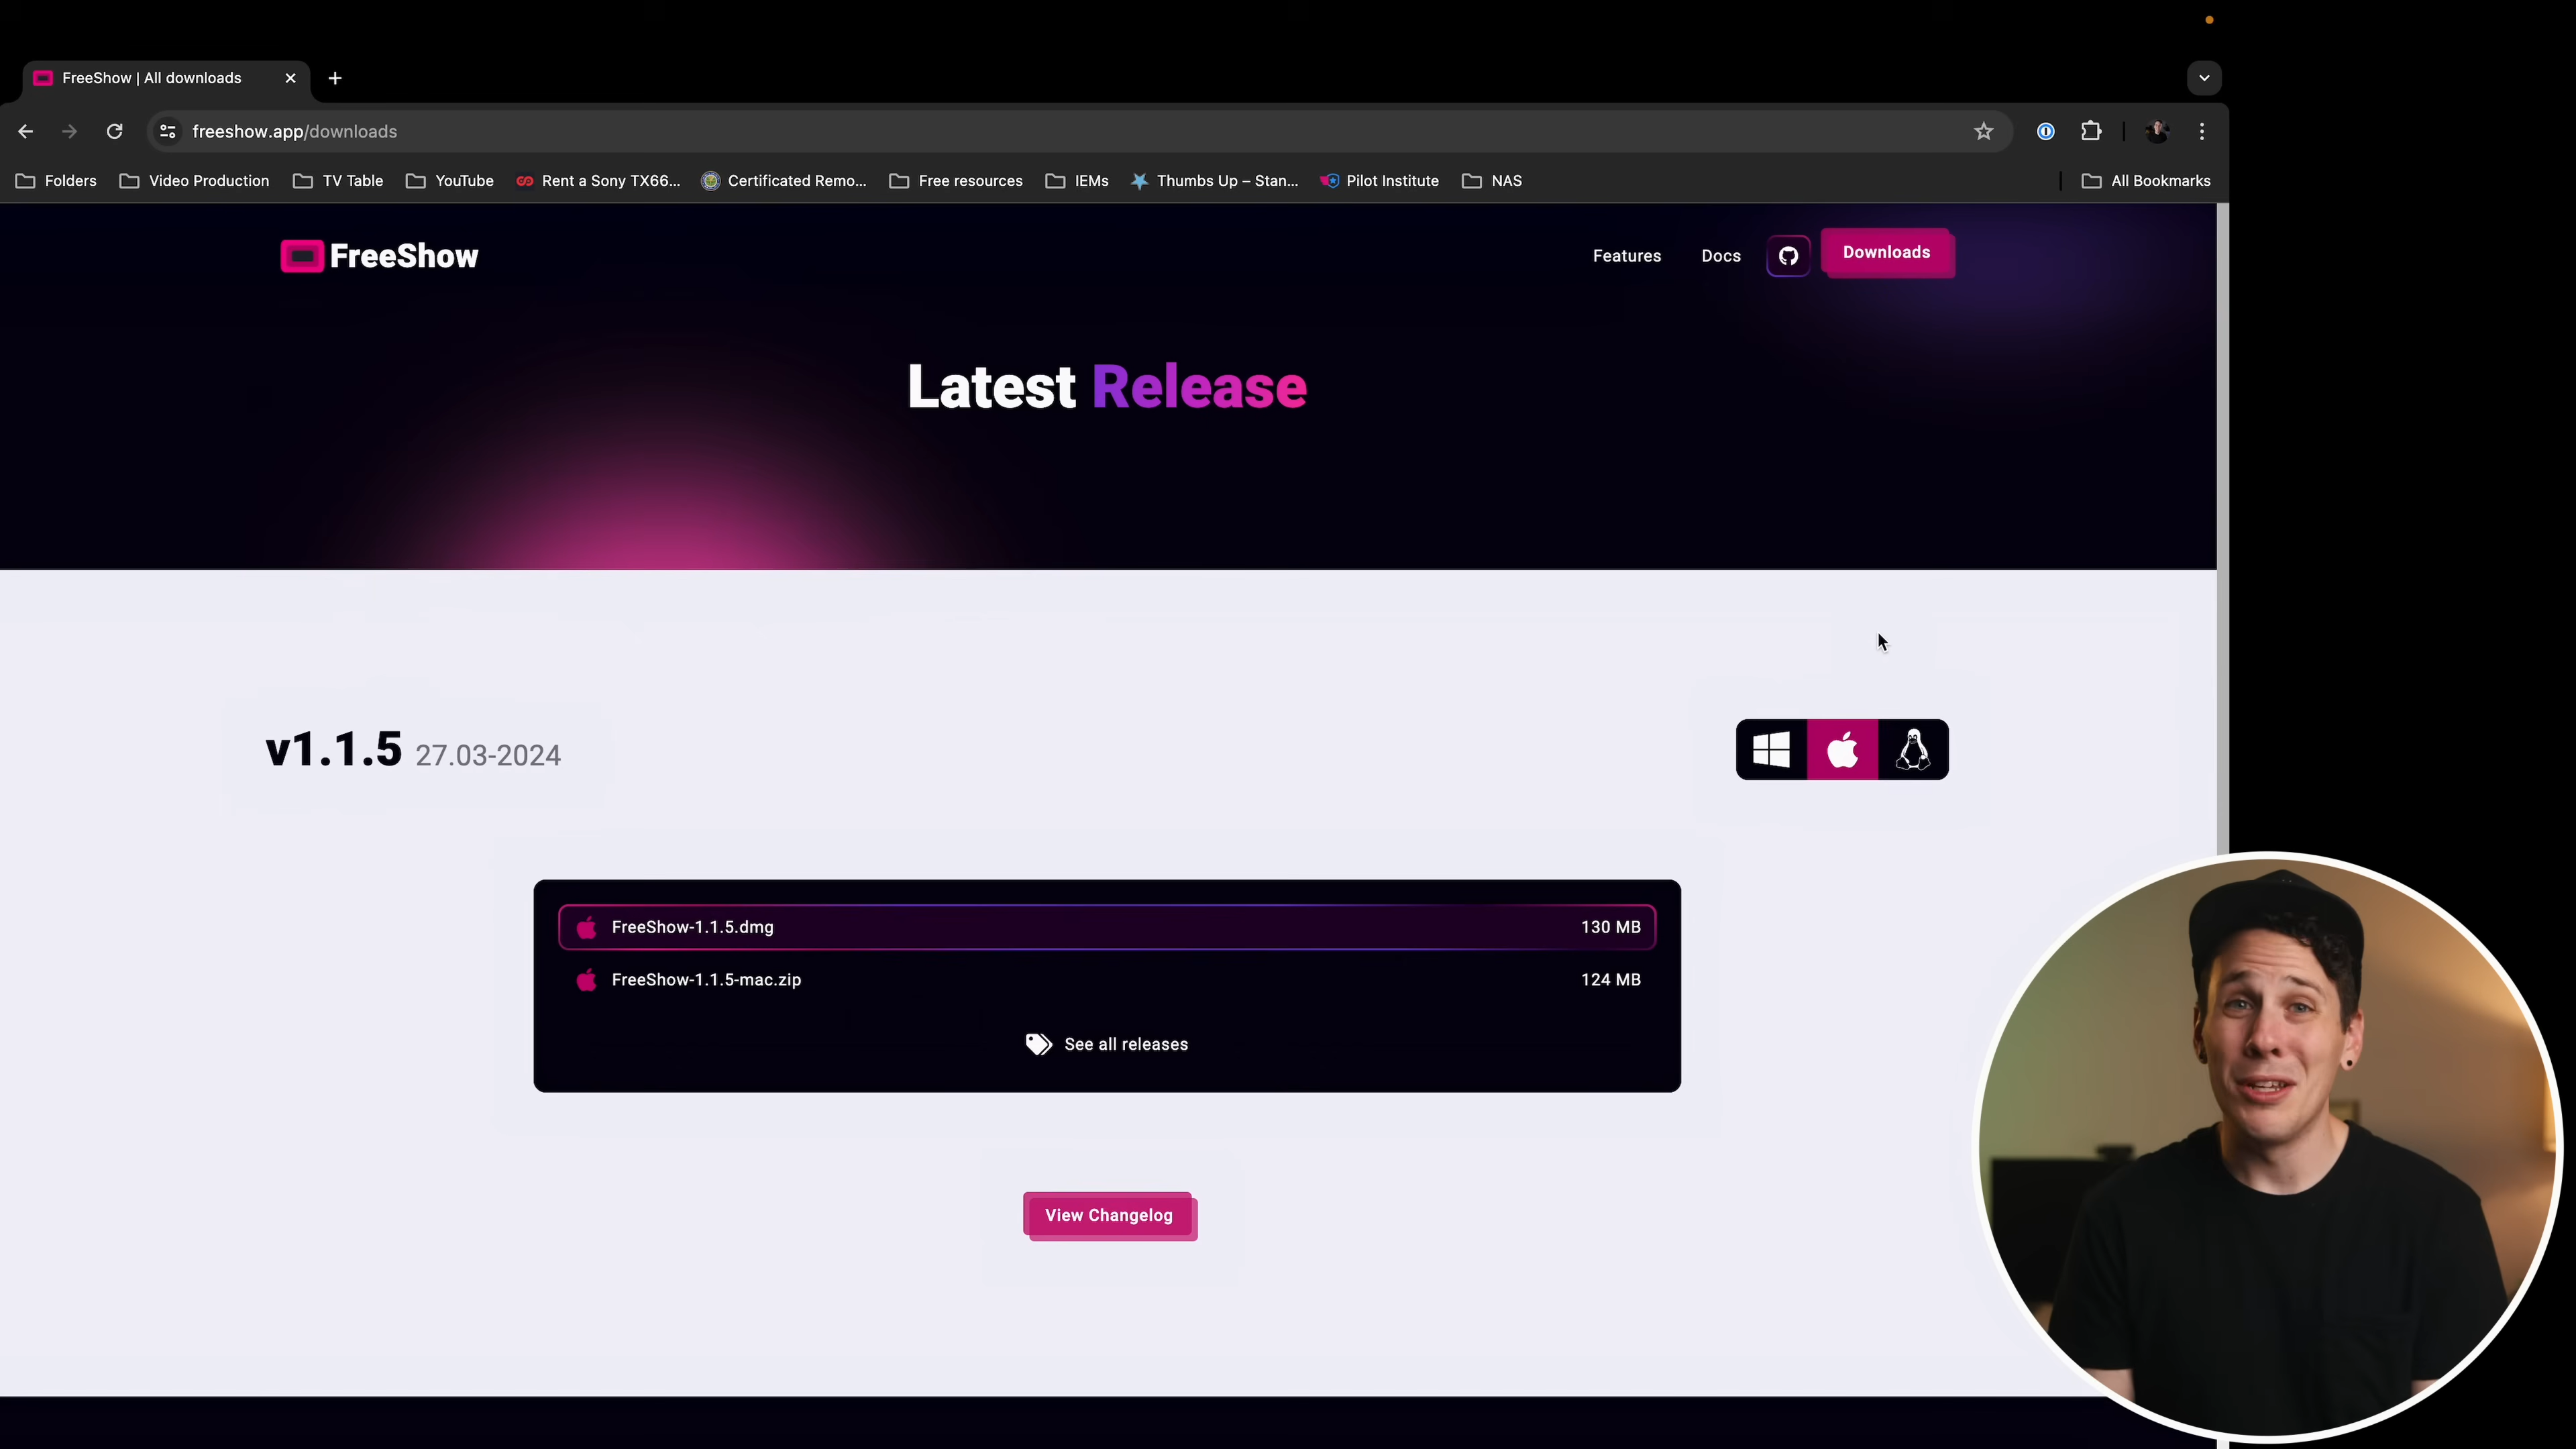 FreeShow | All downloads
freeshow.app/downloads
Folders Video Production TV Table YouTube Rent a Sony TX66... Certificated Remo... Free resources IEMs Thumbs Up – Stan... Pilot Institute NAS All Bookmarks
FreeShow Features Docs Downloads
Latest Release
v1.1.5 27.03-2024
FreeShow-1.1.5.dmg 130 MB
FreeShow-1.1.5-mac.zip 124 MB
See all releases
View Changelog